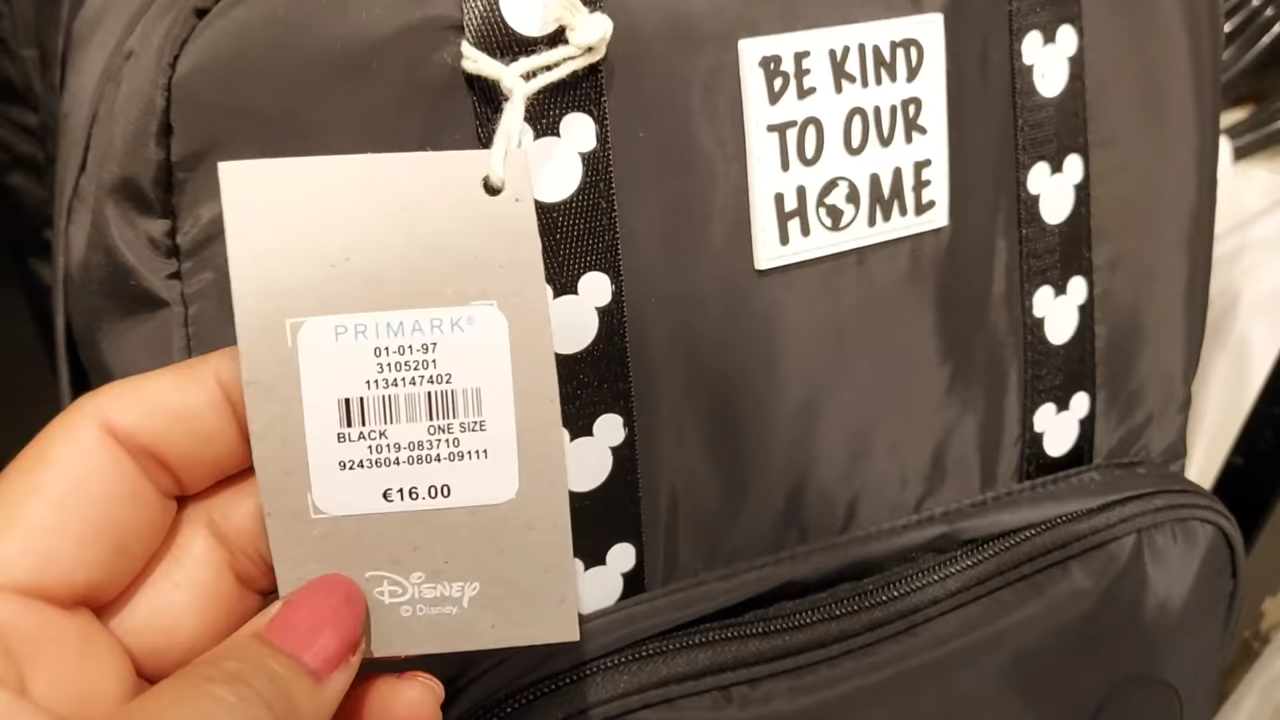 BE KIND
TO OUR
HOME
PRIMARK®
01-01-97
3105201
1134147402
BLACK ONE SIZE
1019-083710
9243604-0804-09111
€16.00
Disney
© Disney